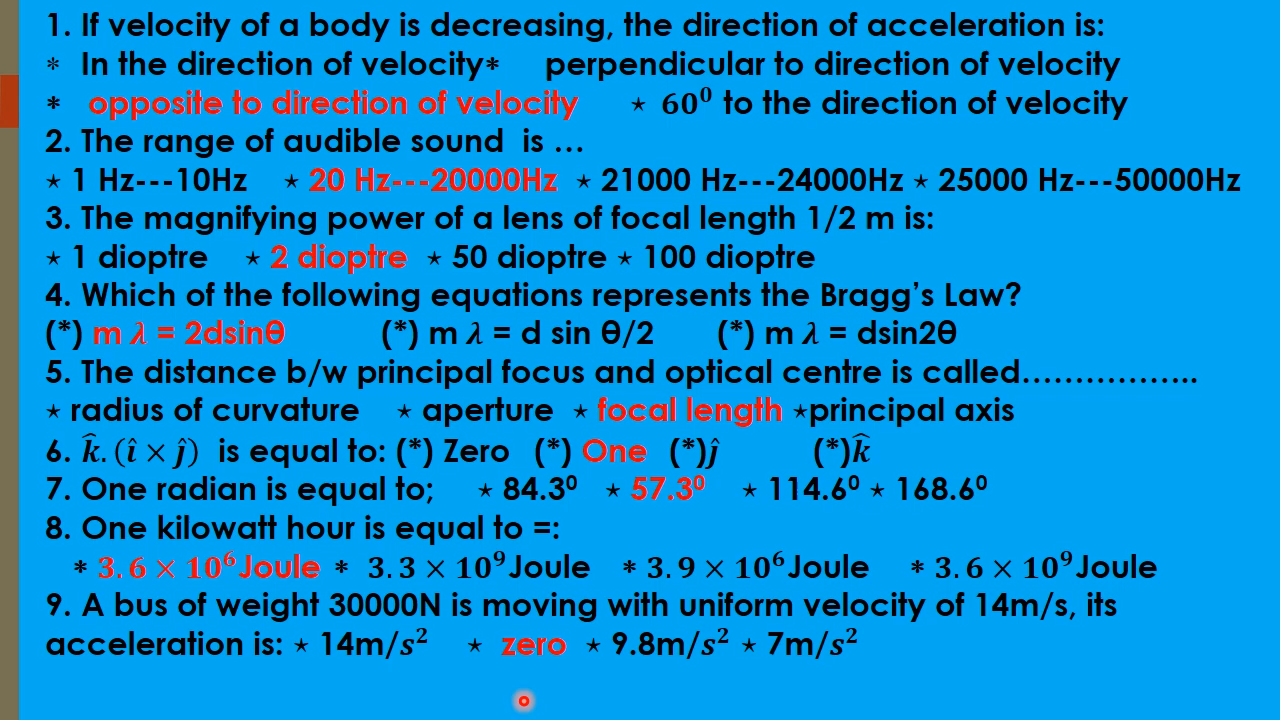 1. If velocity of a body is decreasing, the direction of acceleration is:
* In the direction of velocity* perpendicular to direction of velocity
* opposite to direction of velocity ⋆ 60⁰ to the direction of velocity
2. The range of audible sound is …
⋆ 1 Hz---10Hz ⋆ 20 Hz---20000Hz ⋆ 21000 Hz---24000Hz ⋆ 25000 Hz---50000Hz
3. The magnifying power of a lens of focal length 1/2 m is:
⋆ 1 dioptre ⋆ 2 dioptre ⋆ 50 dioptre ⋆ 100 dioptre
4. Which of the following equations represents the Bragg’s Law?
(*) m λ = 2dsinθ (*) m λ = d sin θ/2 (*) m λ = dsin2θ
5. The distance b/w principal focus and optical centre is called……………..
⋆ radius of curvature ⋆ aperture ⋆ focal length ⋆principal axis
6. k̂.(î × ĵ) is equal to: (*) Zero (*) One (*)ĵ (*)k̂
7. One radian is equal to; ⋆ 84.3⁰ ⋆ 57.3⁰ ⋆ 114.6⁰ ⋆ 168.6⁰
8. One kilowatt hour is equal to =:
* 3.6 × 10⁶Joule * 3.3 × 10⁹Joule * 3.9 × 10⁶Joule * 3.6 × 10⁹Joule
9. A bus of weight 30000N is moving with uniform velocity of 14m/s, its
acceleration is: ⋆ 14m/s² ⋆ zero ⋆ 9.8m/s² ⋆ 7m/s²